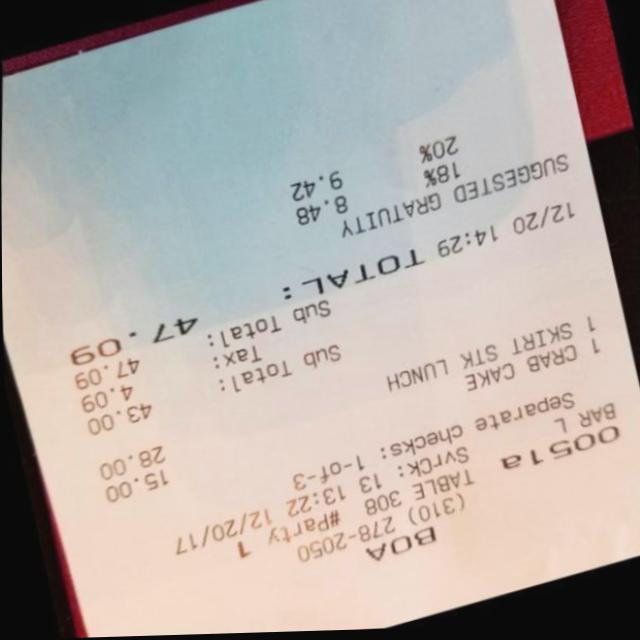 BOA
(310) 278-2050
0051a TABLE 308 #Party 1
BAR L SvrCk: 13 13:22 12/20/17
Separate checks: 1-of-3
1 CRAB CAKE 15.00
1 SKIRT STK LUNCH 28.00
Sub Total: 43.00
Tax: 4.09
Sub Total: 47.09
12/20 14:29 TOTAL: 47.09
SUGGESTED GRATUITY
18% 8.48
20% 9.42